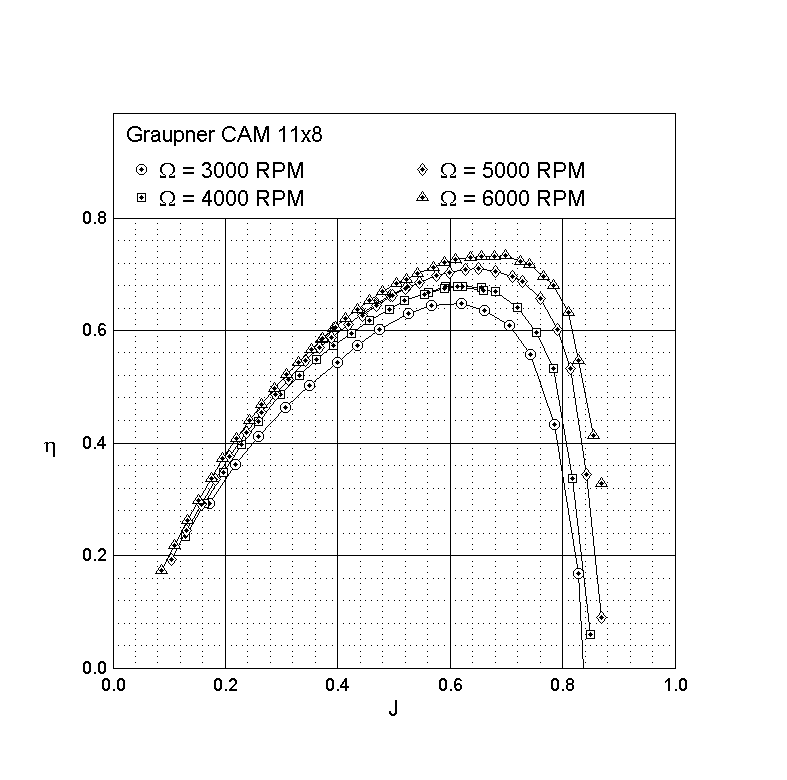 Graupner CAM 11x8
Ω = 3000 RPM
Ω = 5000 RPM
Ω = 4000 RPM
Ω = 6000 RPM
0.8
0.6
0.4
η
0.2
0.0
0.0 0.2 0.4 0.6 0.8 1.0
J